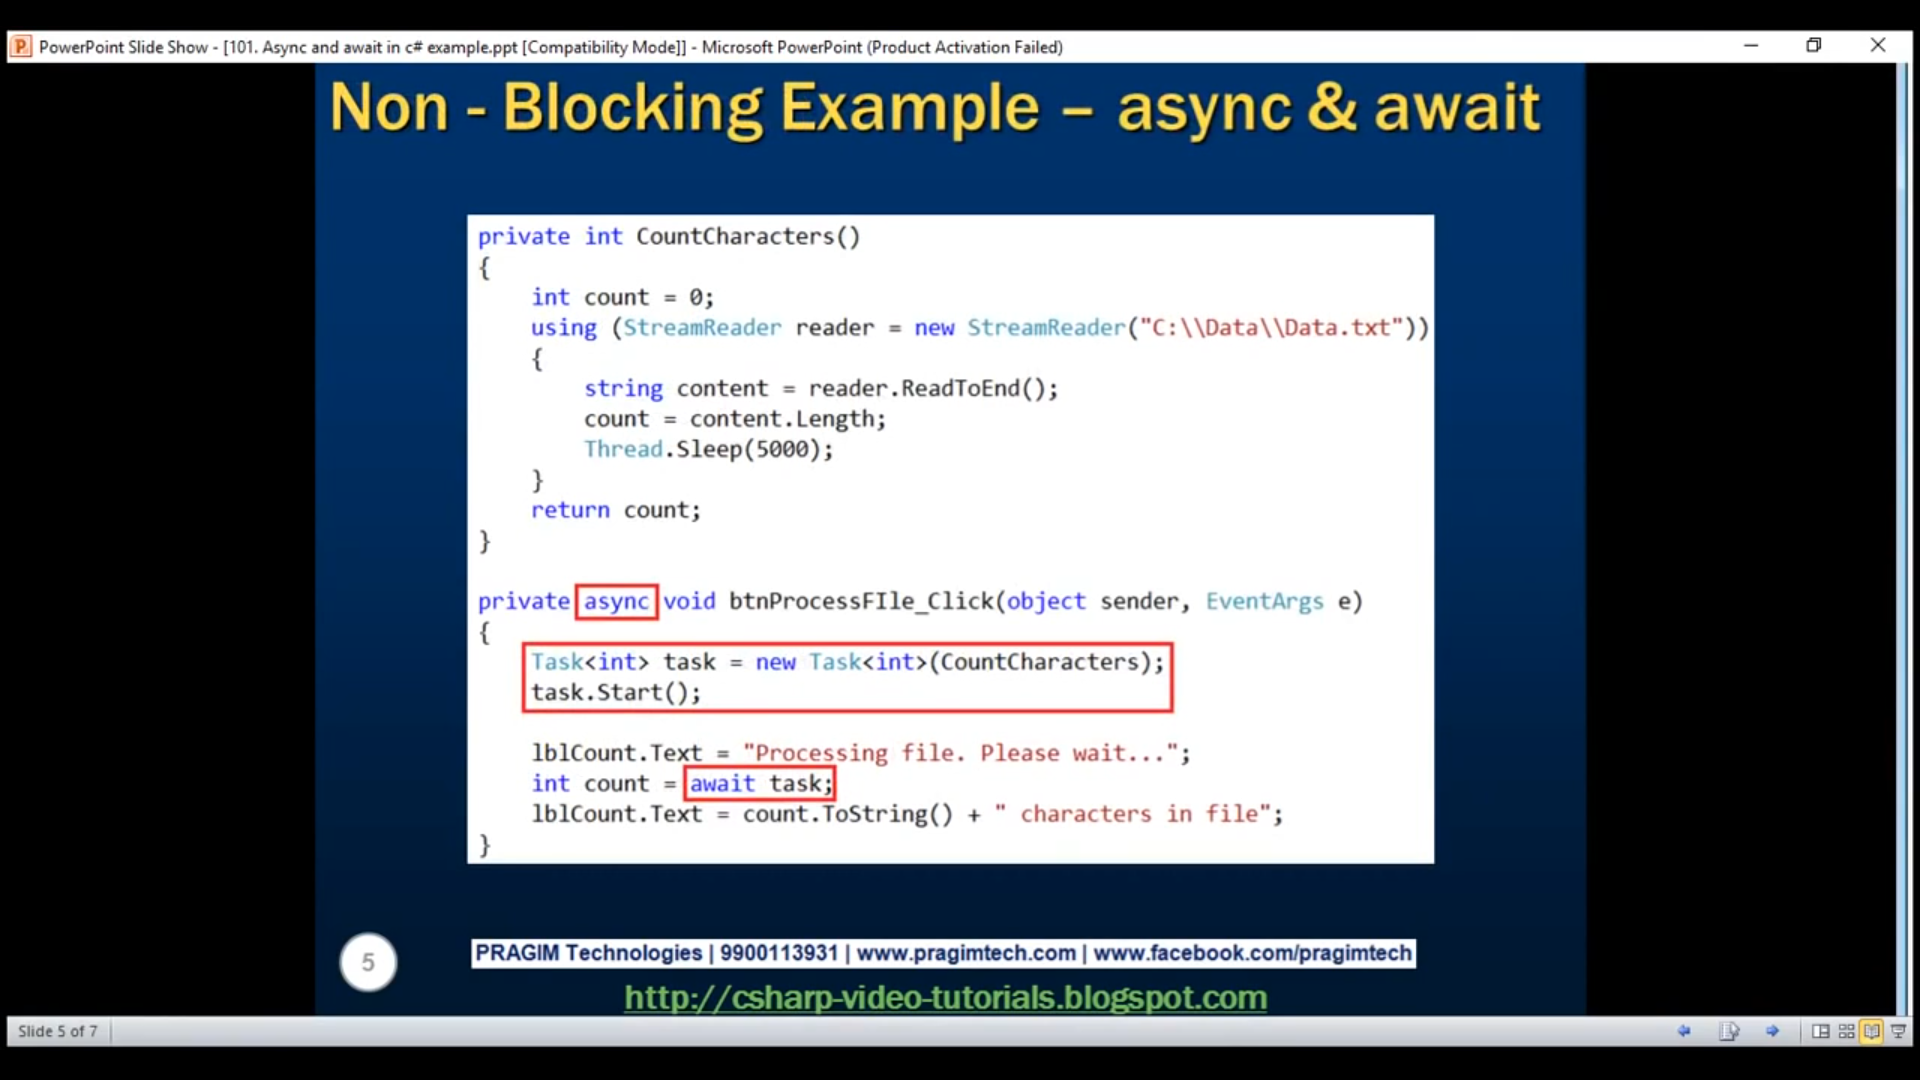 PowerPoint Slide Show - [101. Async and await in c# example.ppt [Compatibility Mode]] - Microsoft PowerPoint (Product Activation Failed)
Non - Blocking Example – async & await
private int CountCharacters()
{
    int count = 0;
    using (StreamReader reader = new StreamReader("C:\\Data\\Data.txt"))
    {
        string content = reader.ReadToEnd();
        count = content.Length;
        Thread.Sleep(5000);
    }
    return count;
}
private async void btnProcessFIle_Click(object sender, EventArgs e)
{
    Task<int> task = new Task<int>(CountCharacters);
    task.Start();
    lblCount.Text = "Processing file. Please wait...";
    int count = await task;
    lblCount.Text = count.ToString() + " characters in file";
}
5
PRAGIM Technologies | 9900113931 | www.pragimtech.com | www.facebook.com/pragimtech
http://csharp-video-tutorials.blogspot.com
Slide 5 of 7